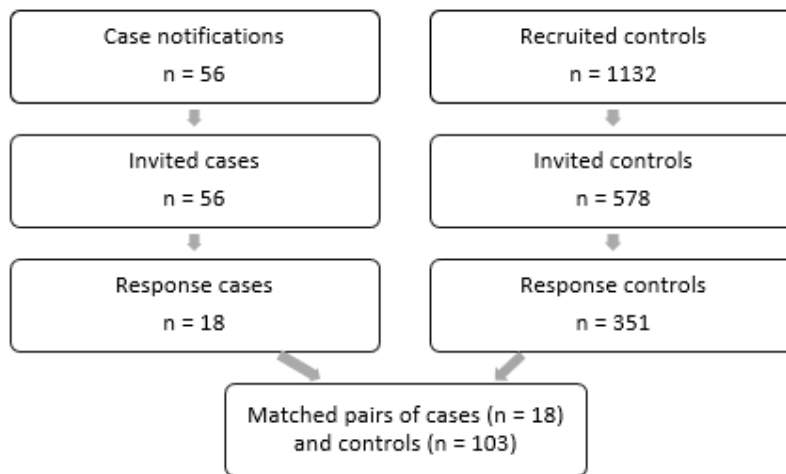 Case notifications
n = 56
Recruited controls
n = 1132
Invited cases
n = 56
Invited controls
n = 578
Response cases
n = 18
Response controls
n = 351
Matched pairs of cases (n = 18)
and controls (n = 103)